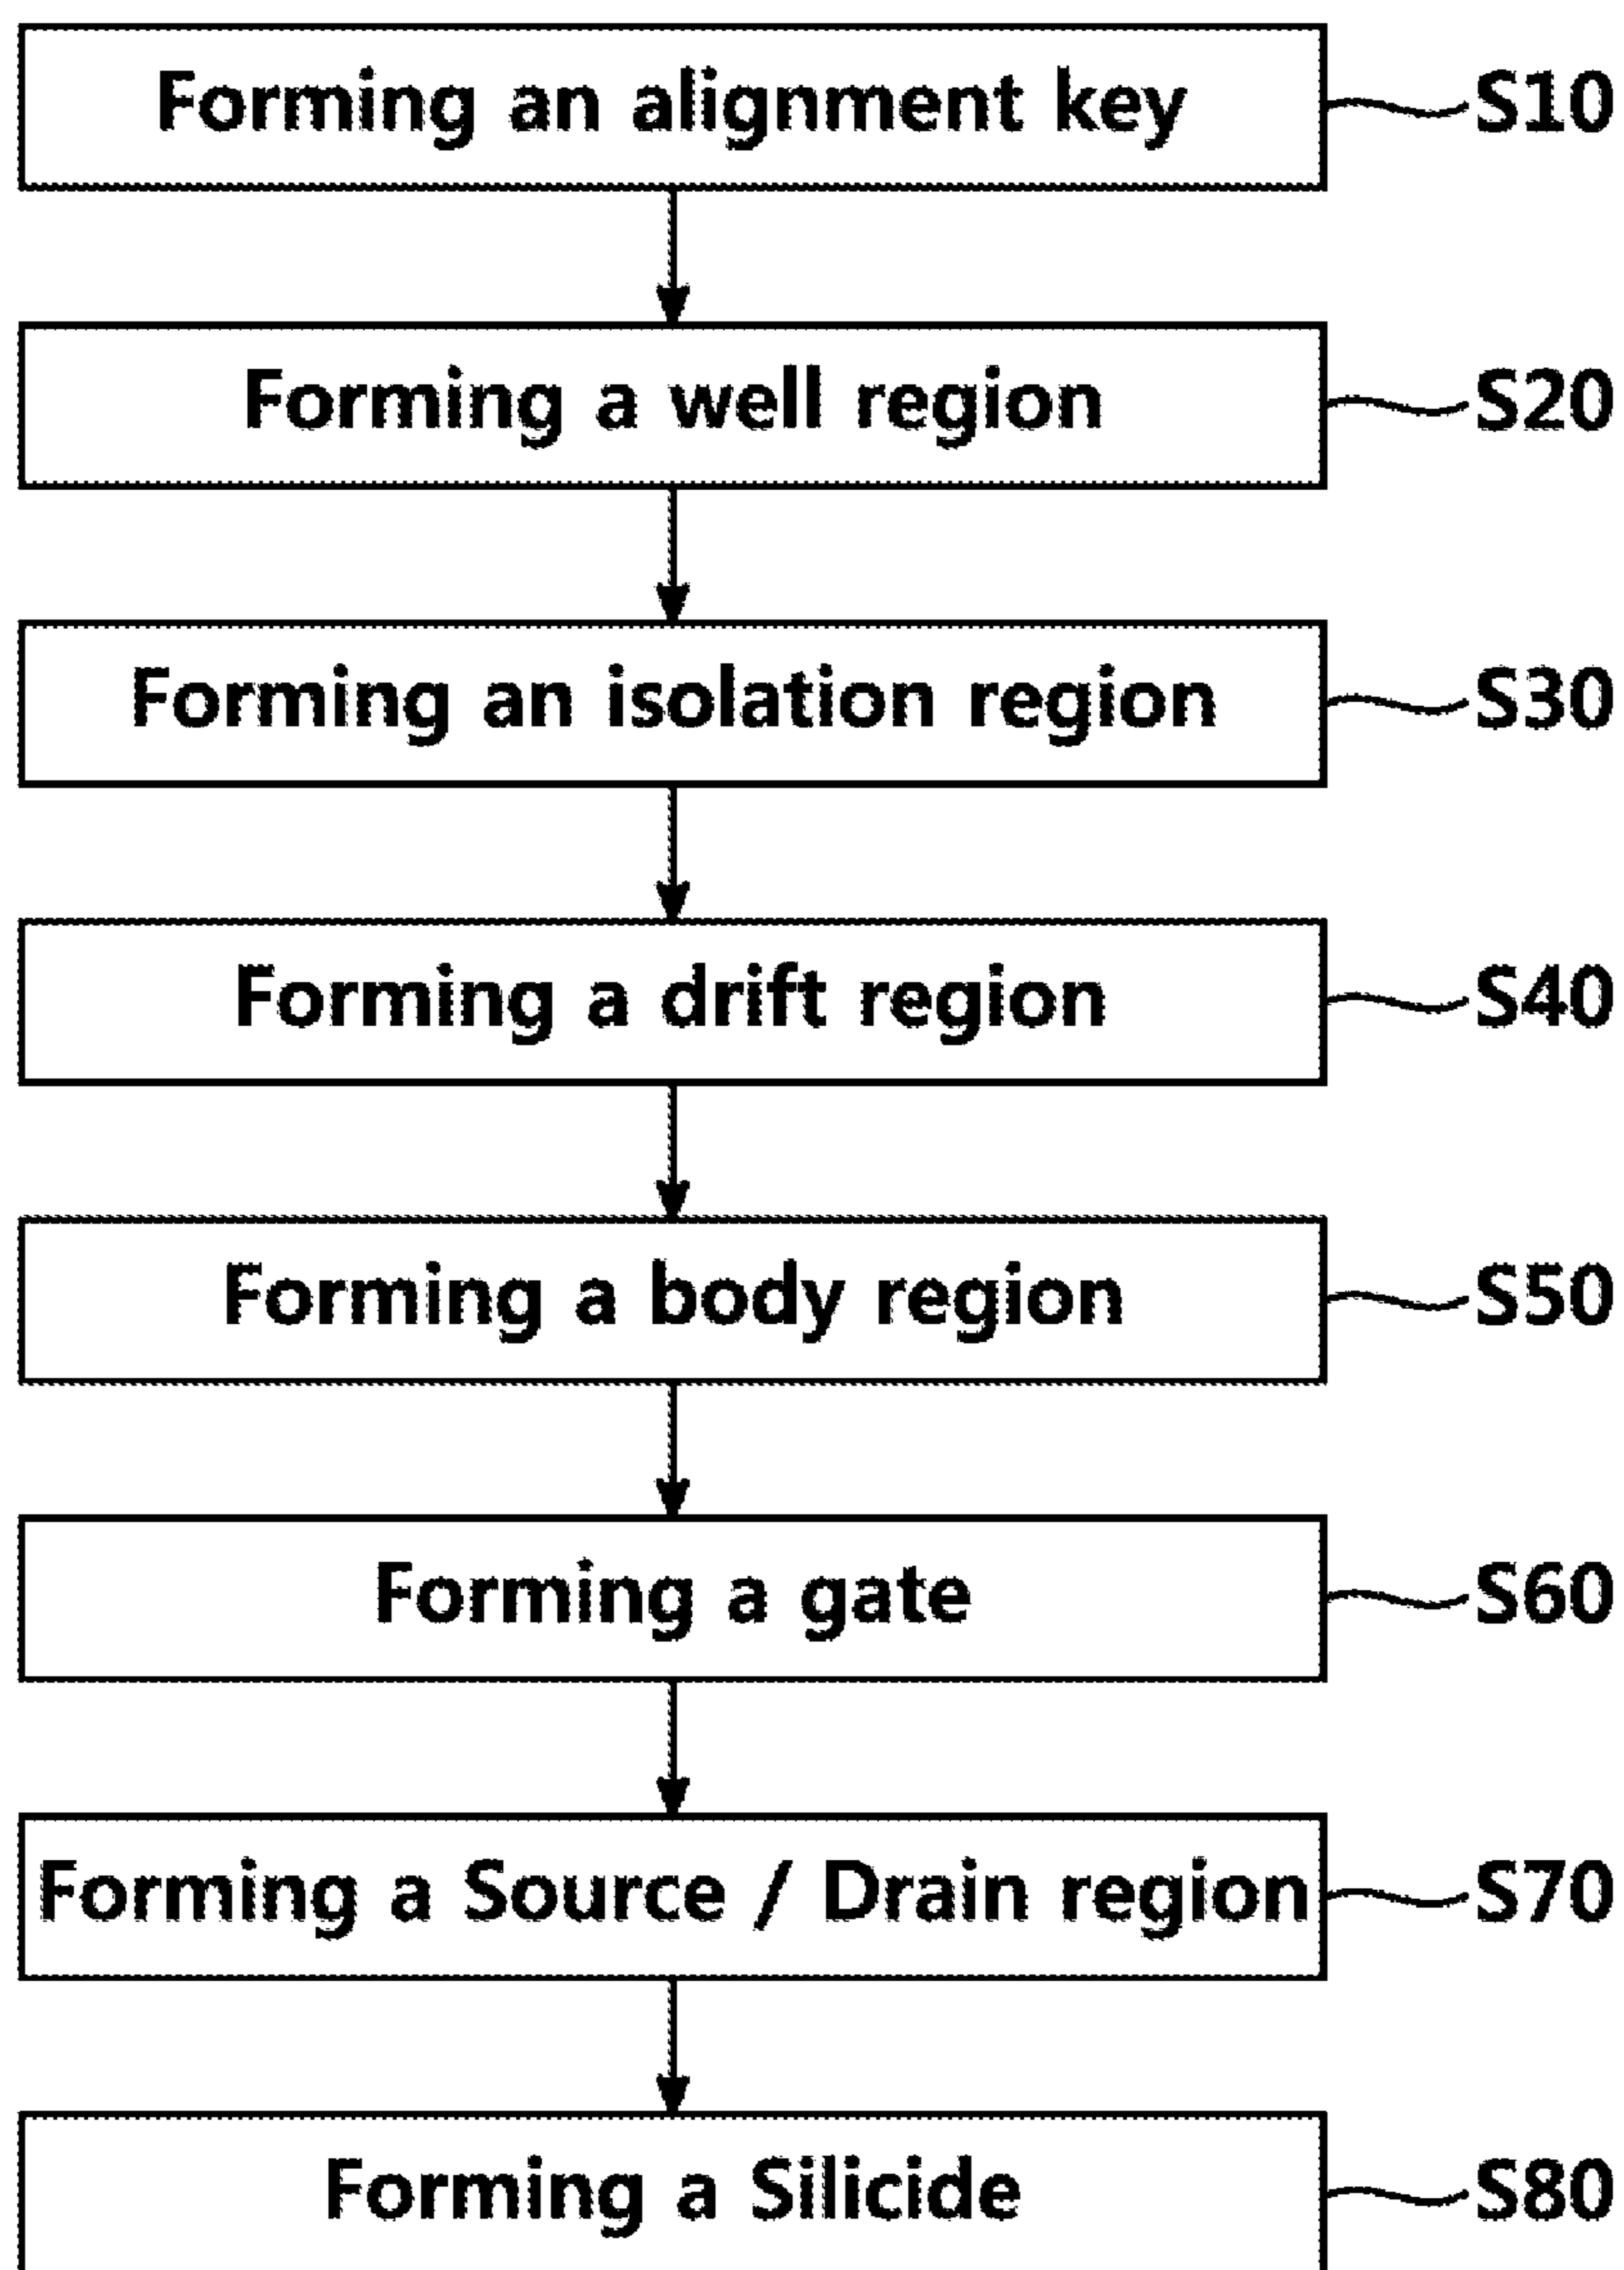 Forming an alignment key S10
Forming a well region S20
Forming an isolation region S30
Forming a drift region S40
Forming a body region S50
Forming a gate S60
Forming a Source / Drain region S70
Forming a Silicide S80